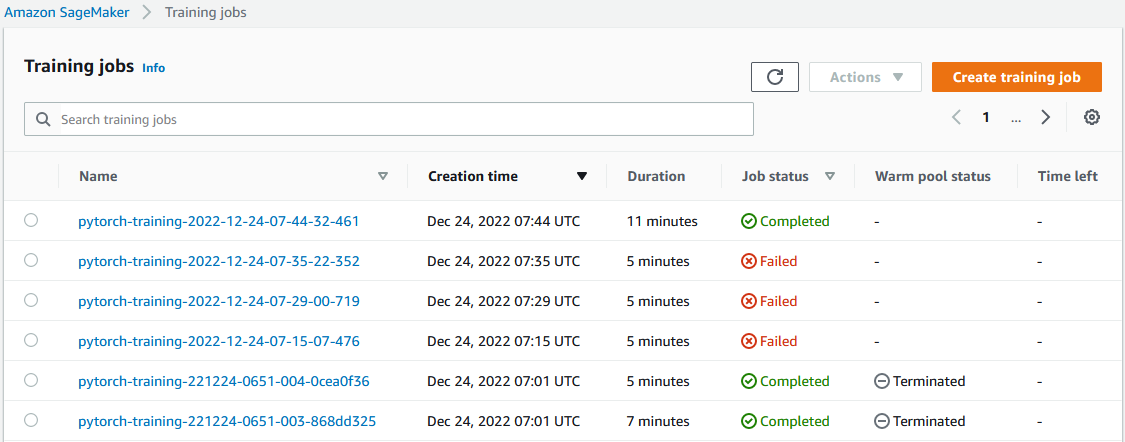 Amazon SageMaker > Training jobs
Training jobs Info
Actions
Create training job
Search training jobs
1 ...
Name Creation time Duration Job status Warm pool status Time left
pytorch-training-2022-12-24-07-44-32-461 Dec 24, 2022 07:44 UTC 11 minutes Completed - -
pytorch-training-2022-12-24-07-35-22-352 Dec 24, 2022 07:35 UTC 5 minutes Failed - -
pytorch-training-2022-12-24-07-29-00-719 Dec 24, 2022 07:29 UTC 5 minutes Failed - -
pytorch-training-2022-12-24-07-15-07-476 Dec 24, 2022 07:15 UTC 5 minutes Failed - -
pytorch-training-221224-0651-004-0cea0f36 Dec 24, 2022 07:01 UTC 5 minutes Completed Terminated -
pytorch-training-221224-0651-003-868dd325 Dec 24, 2022 07:01 UTC 7 minutes Completed Terminated -